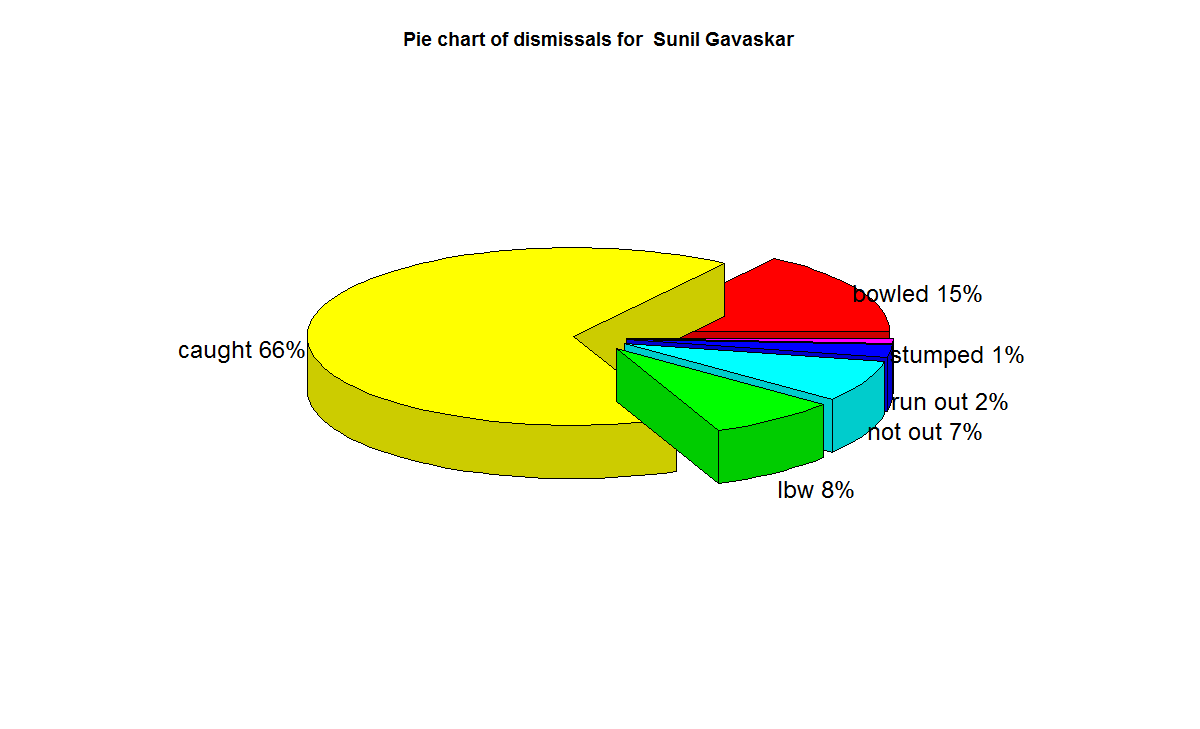 Pie chart of dismissals for  Sunil Gavaskar
bowled 15%
caught 66%
stumped 1%
run out 2%
not out 7%
lbw 8%